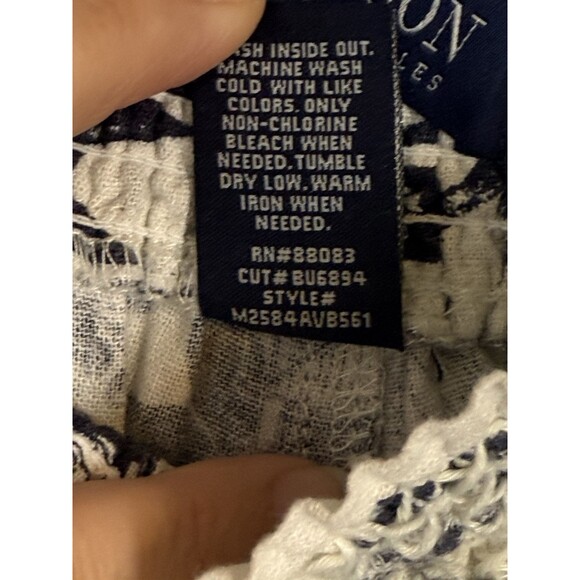 INSIDE OUT.
MACHINE WASH
COLD WITH LIKE
COLORS. ONLY
NON-CHLORINE
BLEACH WHEN
NEEDED. TUMBLE
DRY LOW. WARM
IRON WHEN
NEEDED.
RN#88083
CUT# BU6894
STYLE#
M2584AVB561